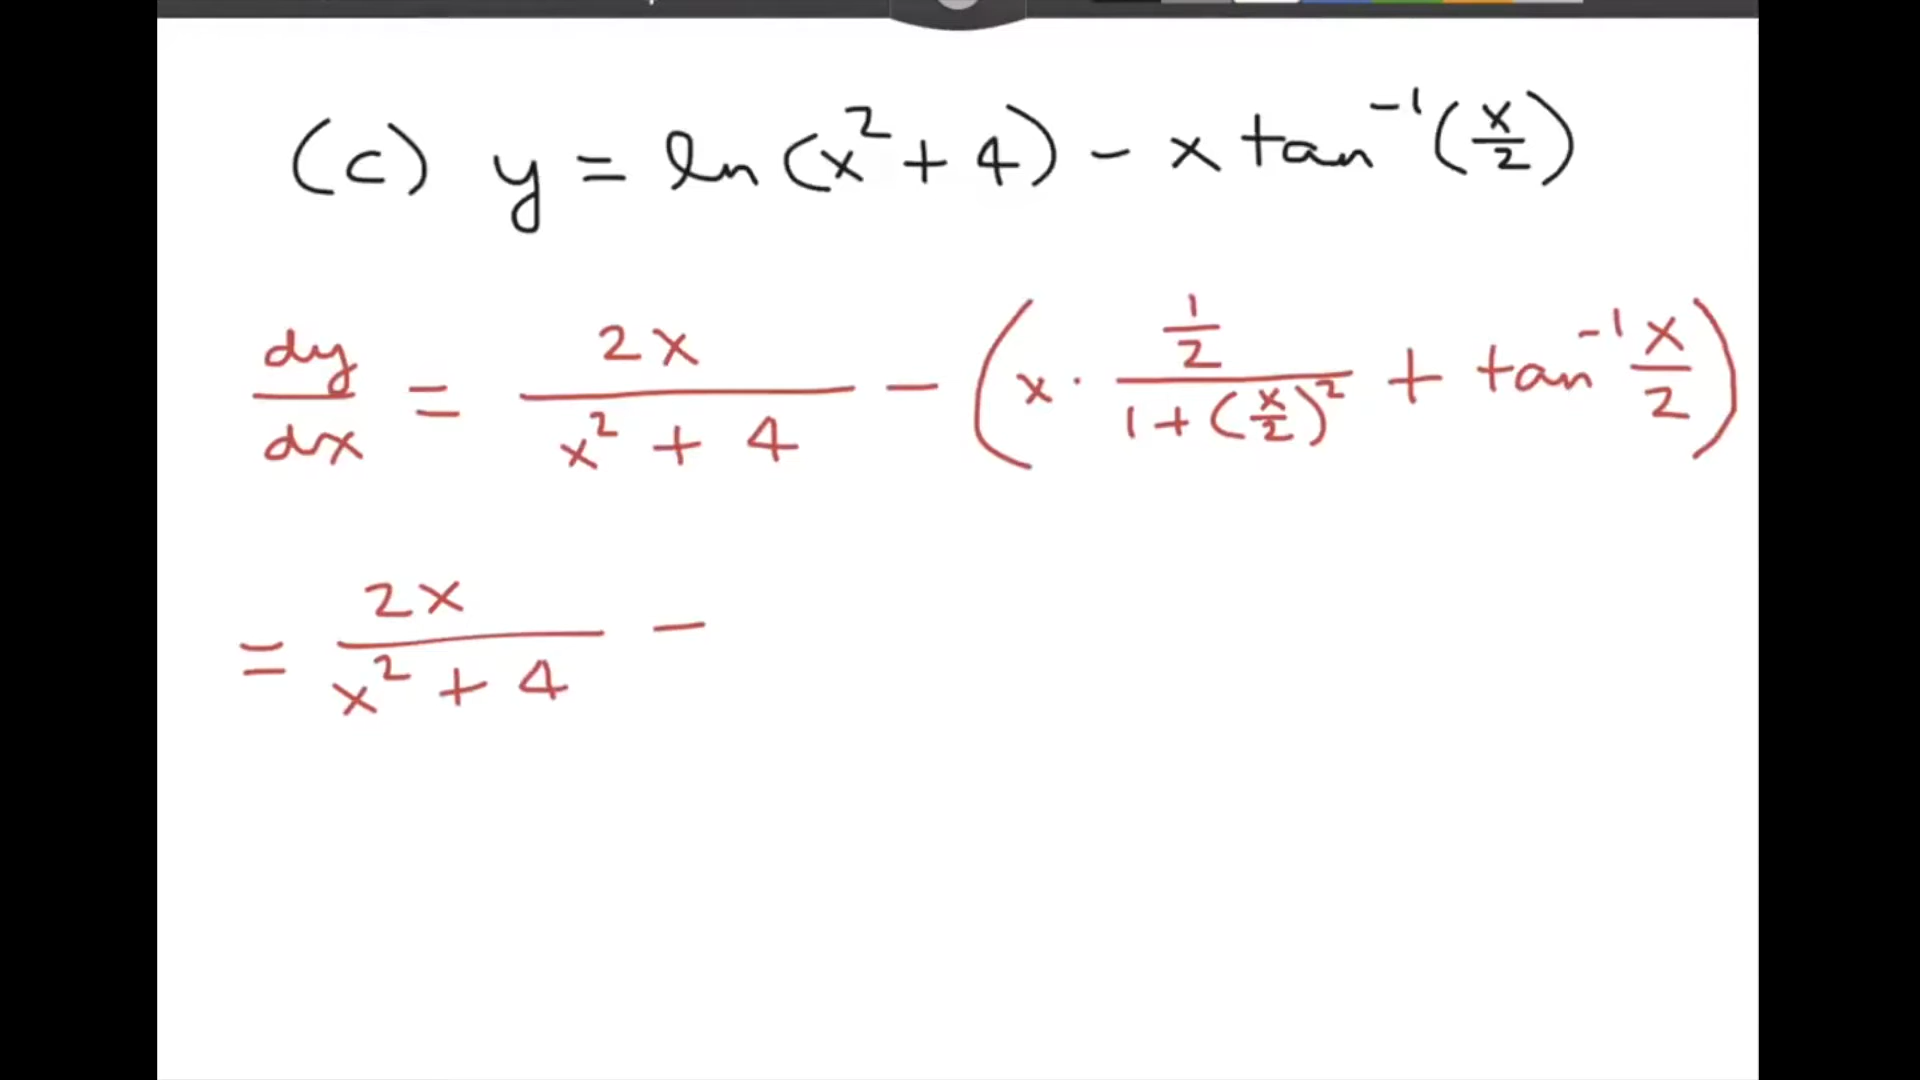 (c) y = ln(x² + 4) − x tan⁻¹(x/2)
dy/dx = 2x/(x² + 4) − (x · (1/2)/(1 + (x/2)²) + tan⁻¹ x/2)
= 2x/(x² + 4) −